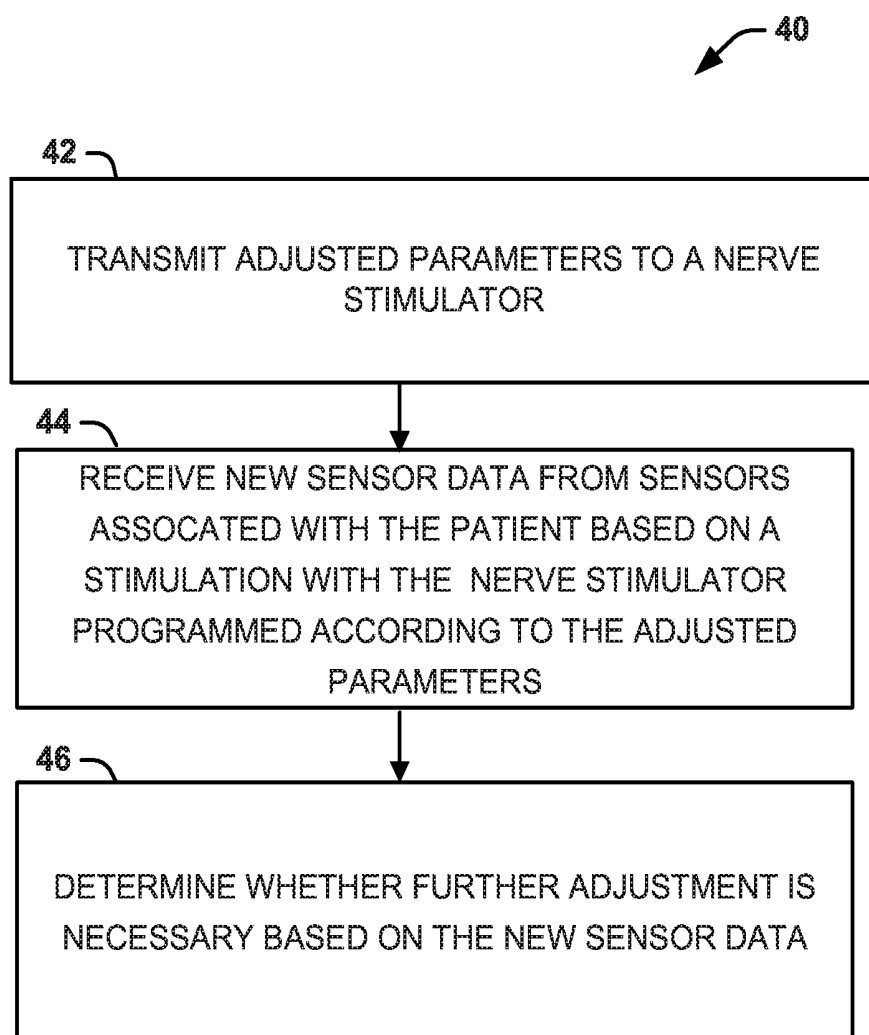 40
42
TRANSMIT ADJUSTED PARAMETERS TO A NERVE
STIMULATOR
44
RECEIVE NEW SENSOR DATA FROM SENSORS
ASSOCATED WITH THE PATIENT BASED ON A
STIMULATION WITH THE NERVE STIMULATOR
PROGRAMMED ACCORDING TO THE ADJUSTED
PARAMETERS
46
DETERMINE WHETHER FURTHER ADJUSTMENT IS
NECESSARY BASED ON THE NEW SENSOR DATA